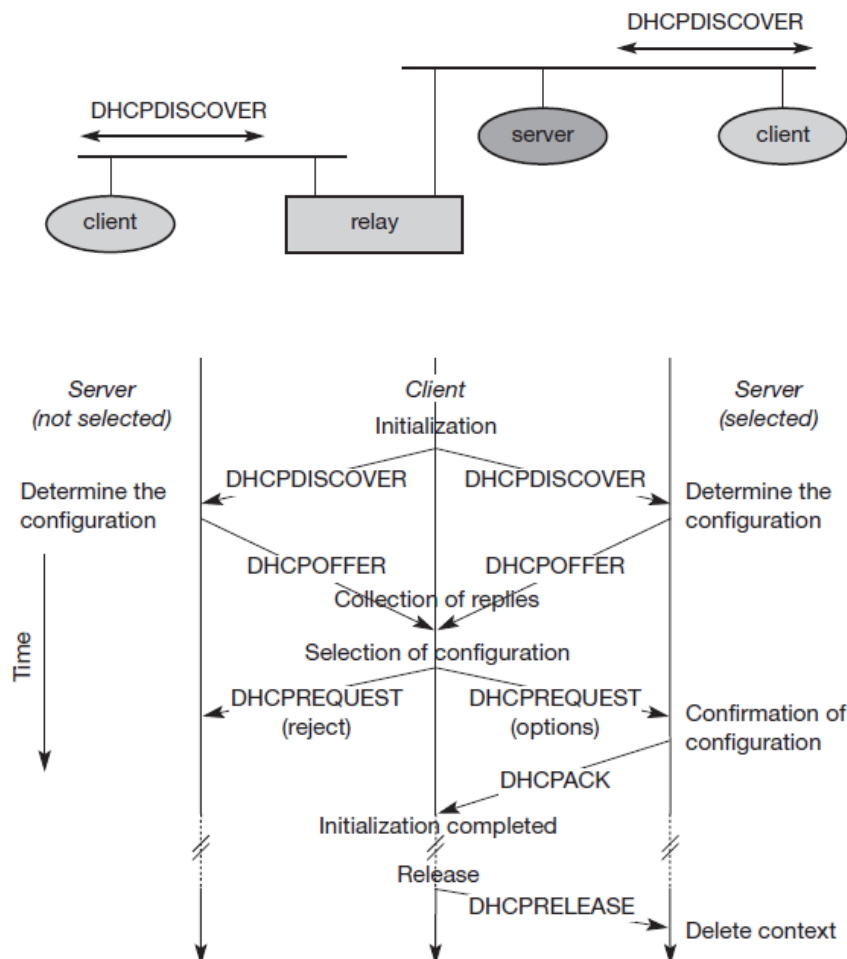 DHCPDISCOVER
DHCPDISCOVER
server
client
client
relay
Server
(not selected)
Client
Server
(selected)
Initialization
DHCPDISCOVER
DHCPDISCOVER
Determine the
configuration
Determine the
configuration
DHCPOFFER
DHCPOFFER
Collection of replies
Time
Selection of configuration
DHCPREQUEST
(reject)
DHCPREQUEST
(options)
Confirmation of
configuration
DHCPACK
Initialization completed
Release
DHCPRELEASE
Delete context